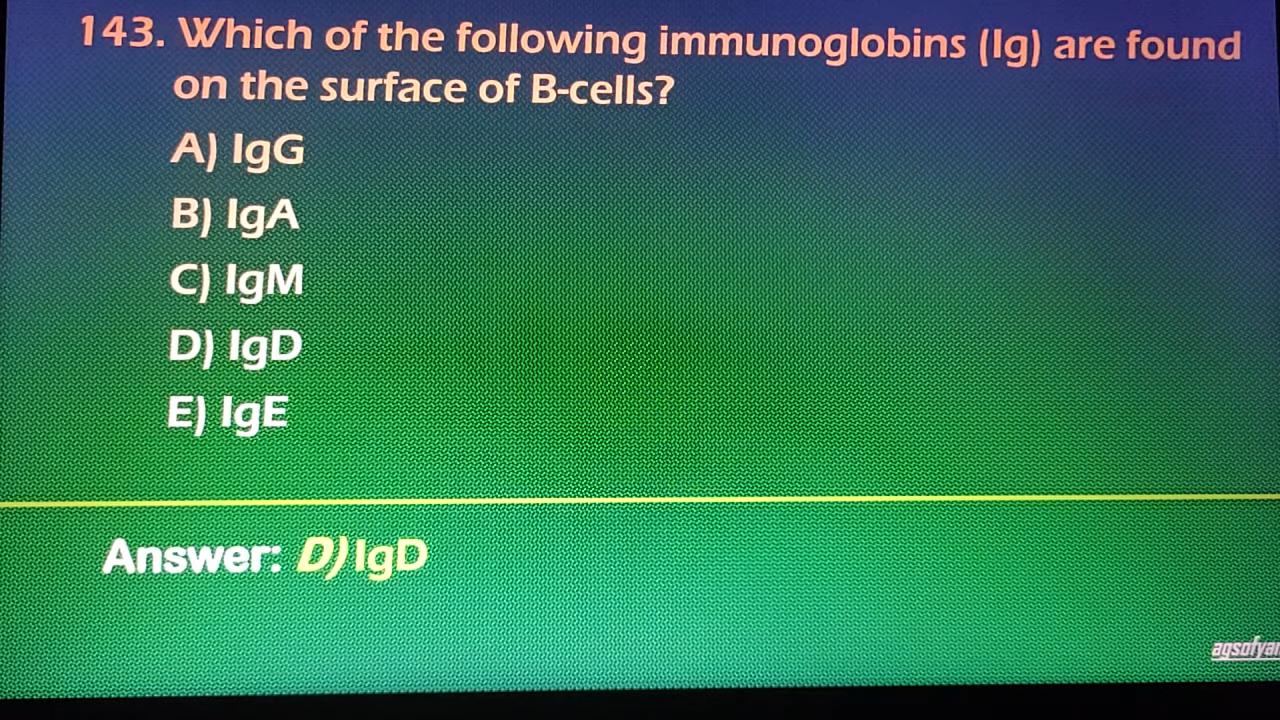 143. Which of the following immunoglobins (Ig) are found
on the surface of B-cells?
A) IgG
B) IgA
C) IgM
D) IgD
E) IgE
Answer: D) IgD